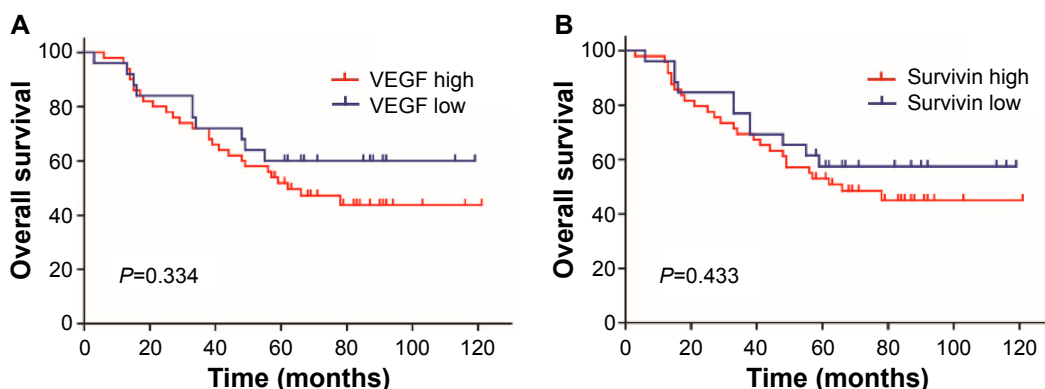 A
Overall survival
100
80
60
40
20
0
VEGF high
VEGF low
P=0.334
0 20 40 60 80 100 120
Time (months)
B
Overall survival
100
80
60
40
20
0
Survivin high
Survivin low
P=0.433
0 20 40 60 80 100 120
Time (months)